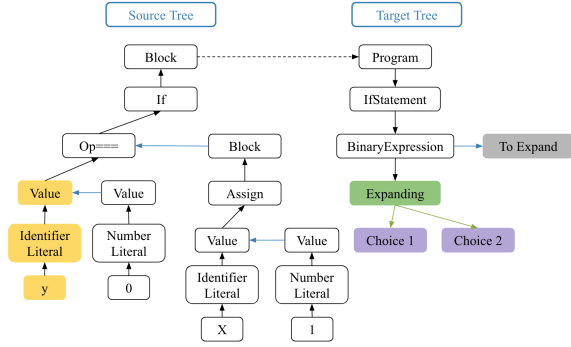 Source Tree
Target Tree
Block
Program
If
IfStatement
Op===
Block
BinaryExpression
To Expand
Value
Value
Assign
Expanding
Identifier
Literal
Number
Literal
Value
Value
Choice 1
Choice 2
y
0
Identifier
Literal
Number
Literal
X
1